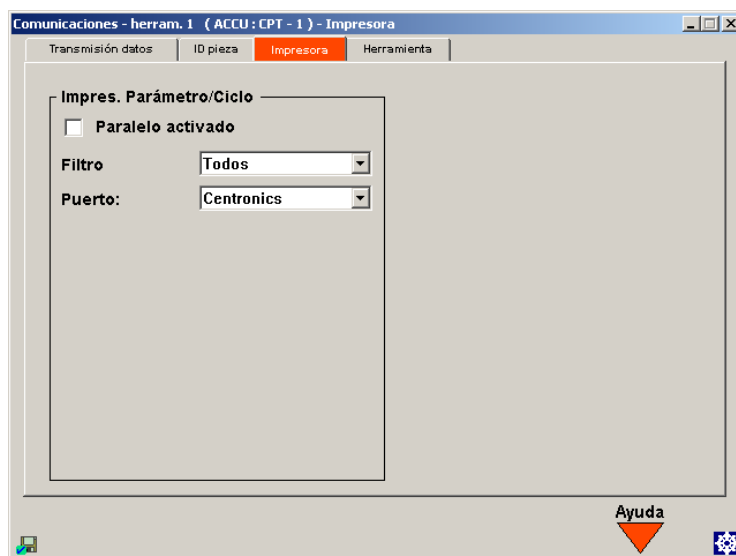 Comunicaciones - herram. 1 ( ACCU : CPT - 1 ) - Impresora
Transmisión datos ID pieza Impresora Herramienta
Impres. Parámetro/Ciclo
Paralelo activado
Filtro Todos
Puerto: Centronics
Ayuda